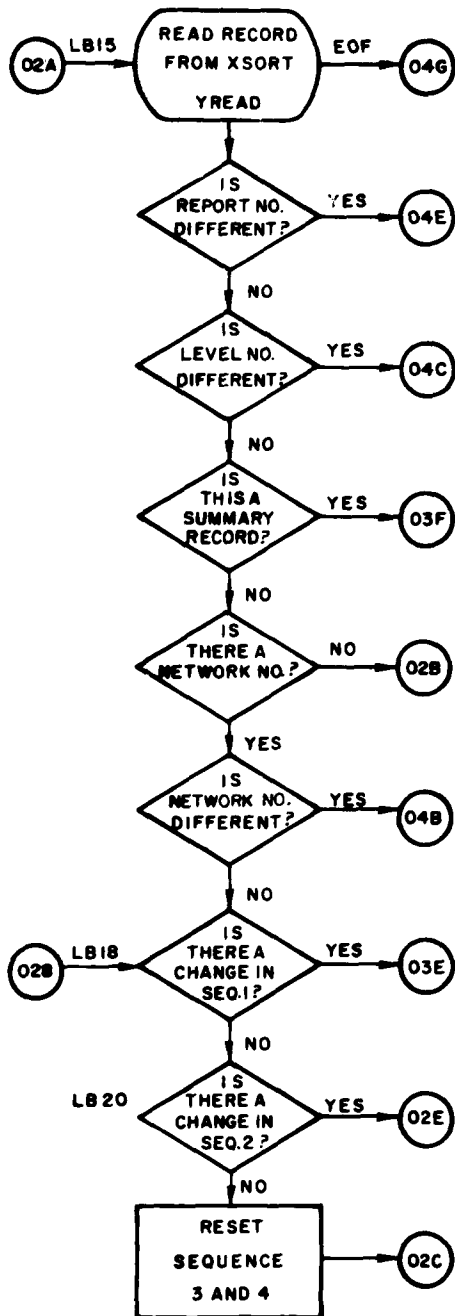 02A
LB15
READ RECORD
FROM XSORT
YREAD
EOF
04G
IS
REPORT NO.
DIFFERENT?
YES
04E
NO
IS
LEVEL NO.
DIFFERENT?
YES
04C
NO
IS
THIS A
SUMMARY
RECORD?
YES
03F
NO
IS
THERE A
NETWORK NO.?
NO
02B
YES
IS
NETWORK NO.
DIFFERENT?
YES
04B
NO
02B
LB18
IS
THERE A
CHANGE IN
SEQ.1?
YES
03E
NO
LB20
IS
THERE A
CHANGE IN
SEQ.2?
YES
02E
NO
RESET
SEQUENCE
3 AND 4
02C